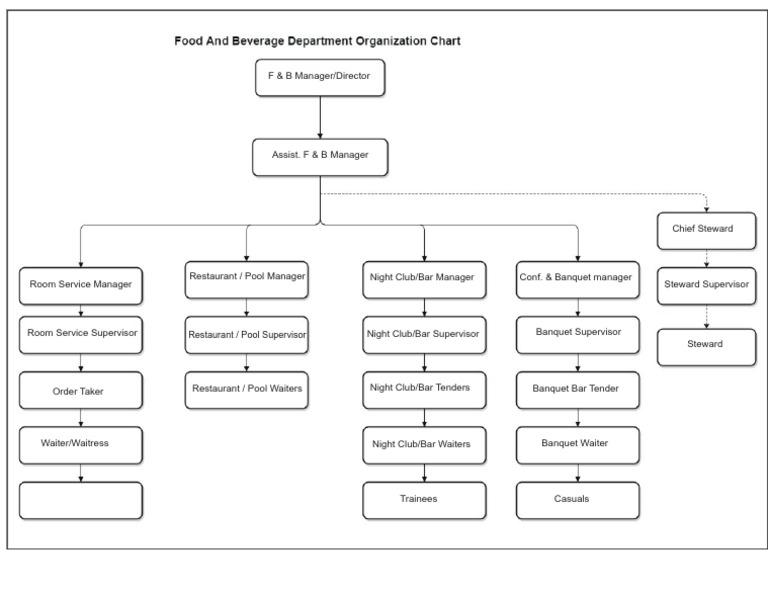 Food And Beverage Department Organization Chart
F & B Manager/Director
Assist. F & B Manager
Chief Steward
Steward Supervisor
Steward
Room Service Manager
Room Service Supervisor
Order Taker
Waiter/Waitress
Restaurant / Pool Manager
Restaurant / Pool Supervisor
Restaurant / Pool Waiters
Night Club/Bar Manager
Night Club/Bar Supervisor
Night Club/Bar Tenders
Night Club/Bar Waiters
Trainees
Conf. & Banquet manager
Banquet Supervisor
Banquet Bar Tender
Banquet Waiter
Casuals